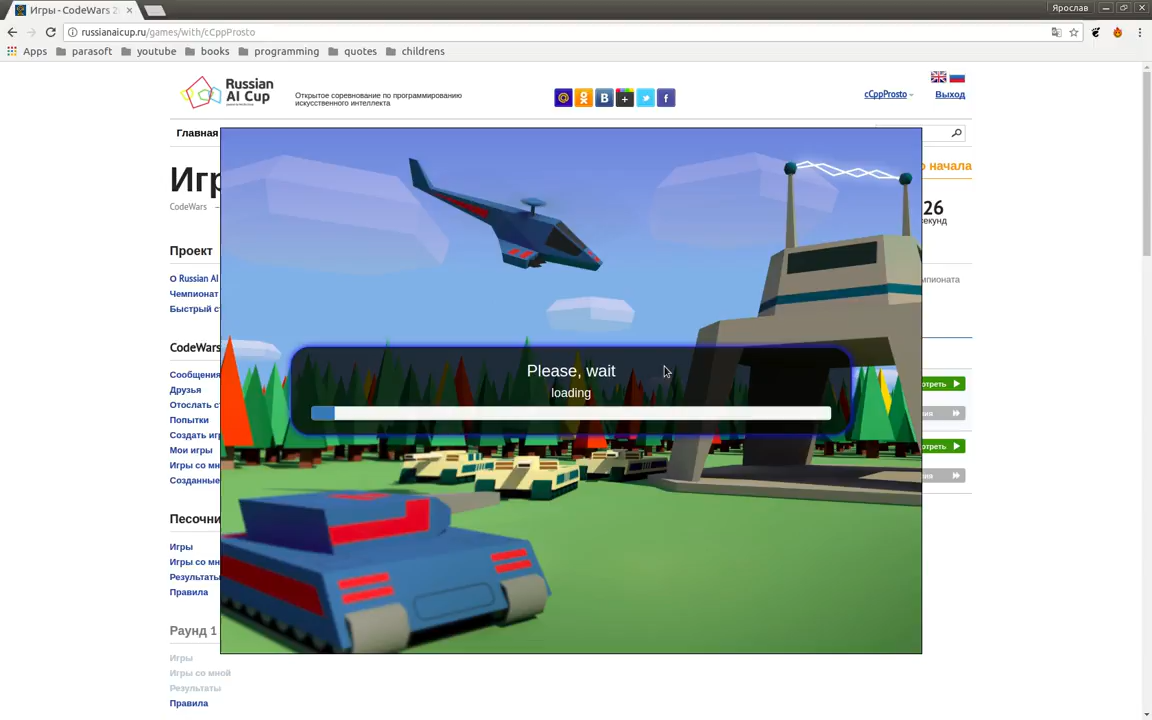 Игры - CodeWars 2
Ярослав
russianaicup.ru/games/with/cCppProsto
Apps parasoft youtube books programming quotes childrens
Russian
AI Cup
Открытое соревнование по программированию
искусственного интеллекта
cCppProsto Выход
Главная
о начала
Игр
CodeWars →
26
секунд
Проект
О Russian AI
Чемпионат
Быстрый ст
мпионата
CodeWars
Сообщения
Друзья
Отослать ст
Попытки
Создать игр
Мои игры
Игры со мн
Созданные
отреть
ния
отреть
ния
Please, wait
loading
Песочни
Игры
Игры со мн
Результаты
Правила
Раунд 1
Игры
Игры со мной
Результаты
Правила